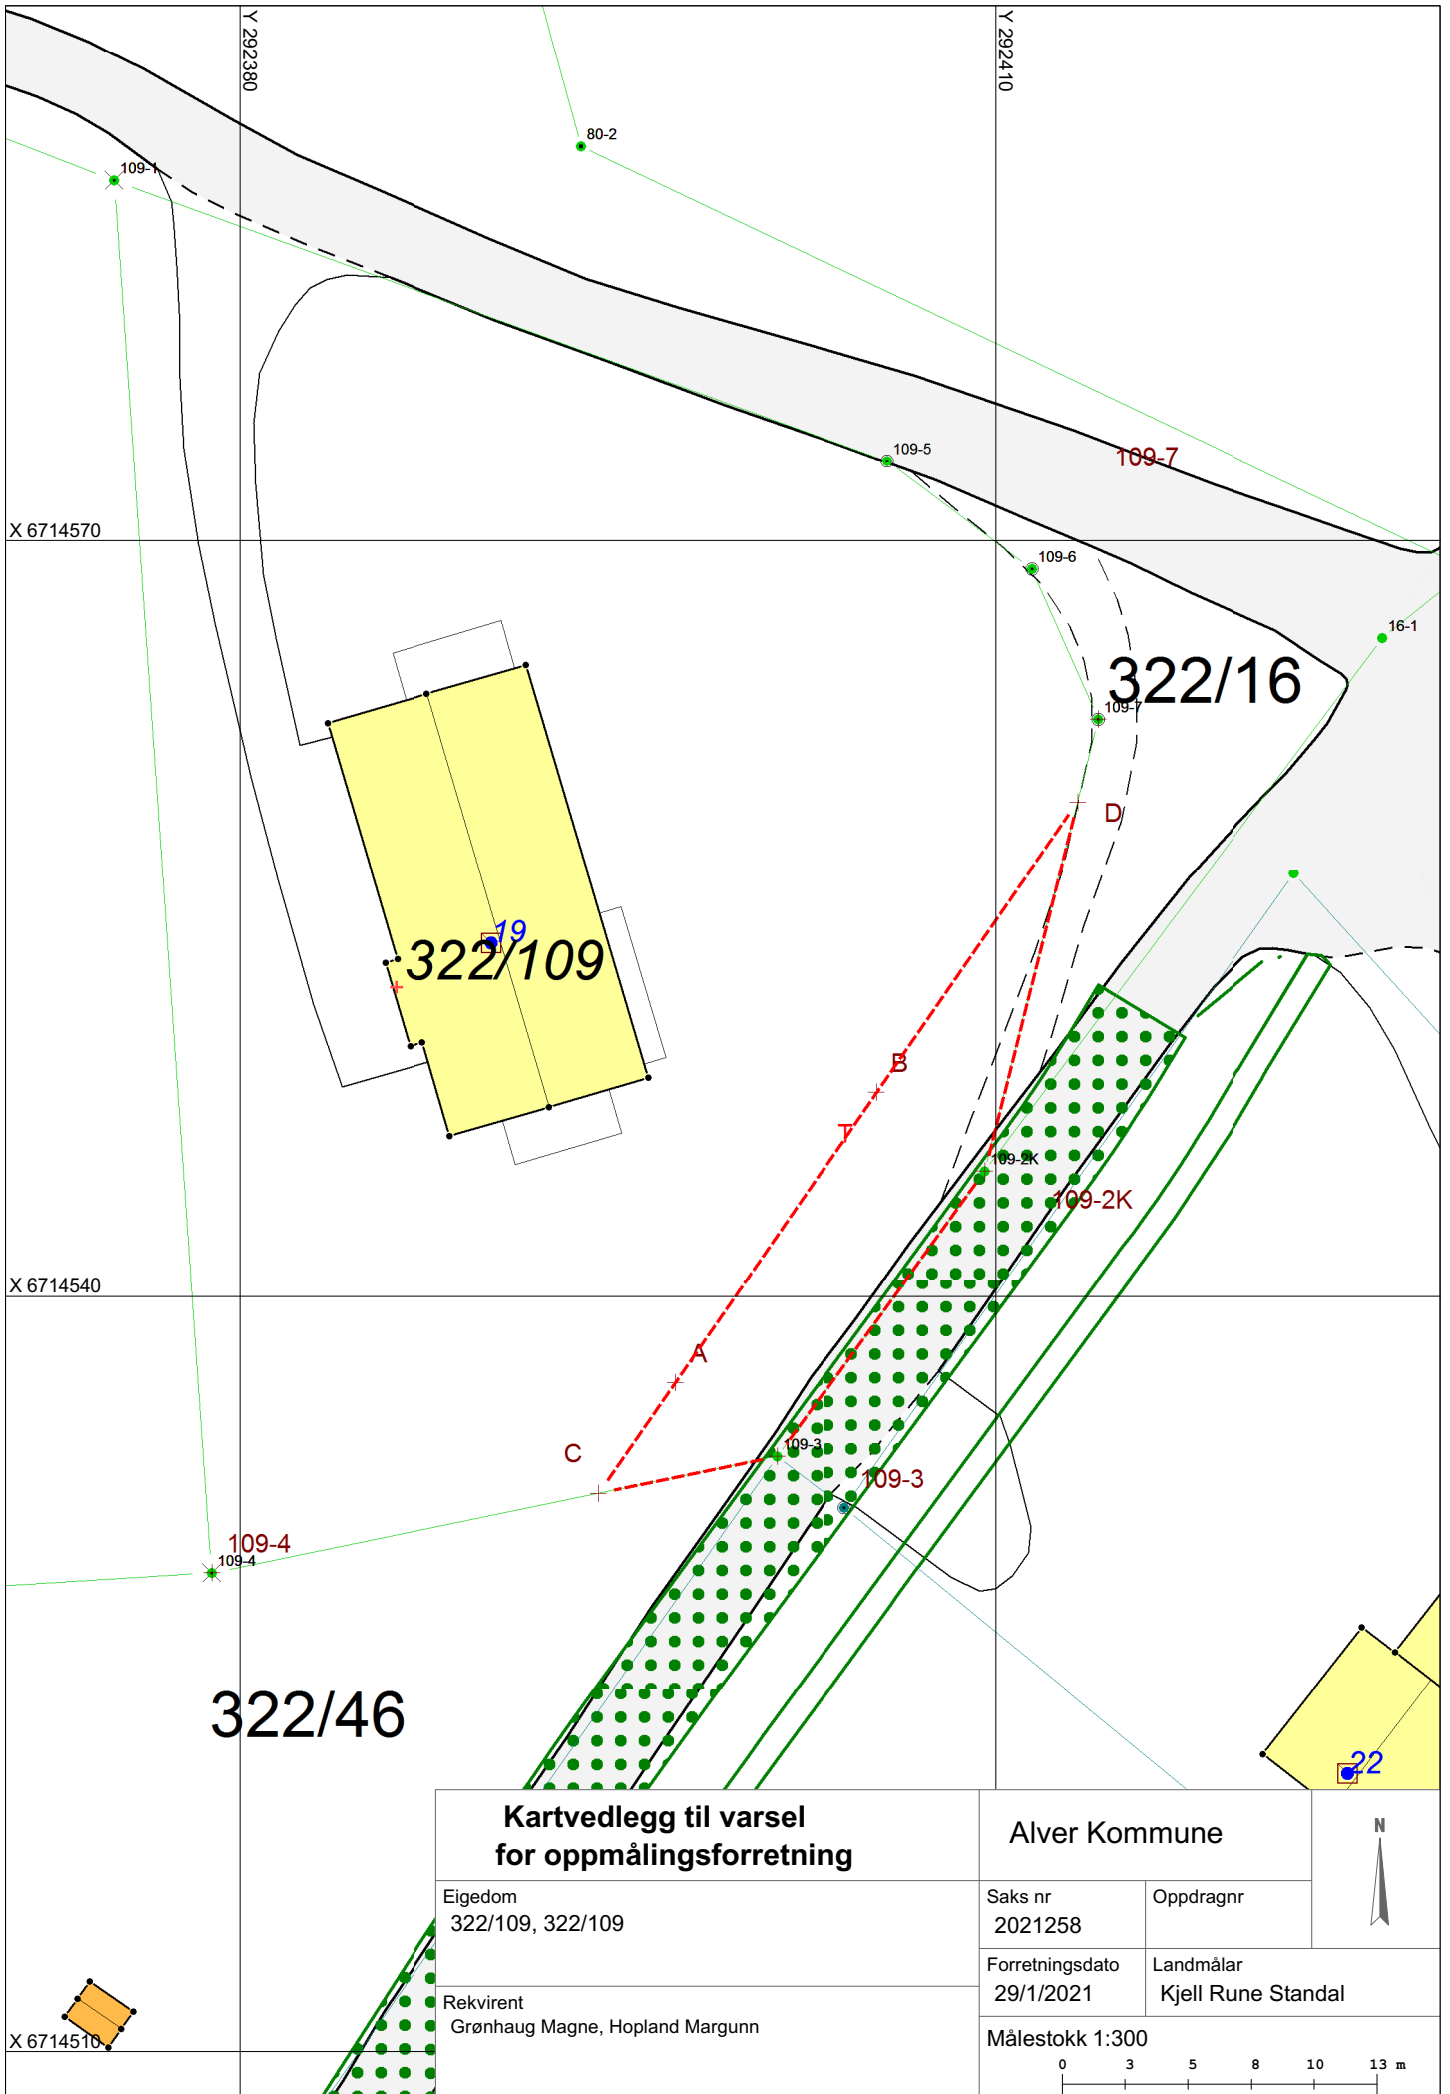 Y 292380
Y 292410
80-2
109-1
109-5
109-7
X 6714570
109-6
16-1
322/16
109-7
D
19
322/109
B
T
109-2K
109-2K
X 6714540
A
C
109-3
109-3
109-4
109-4
322/46
22
Kartvedlegg til varsel
for oppmålingsforretning
Alver Kommune
N
Eigedom
322/109, 322/109
Saks nr
2021258
Oppdragnr
Forretningsdato
29/1/2021
Landmålar
Kjell Rune Standal
Rekvirent
Grønhaug Magne, Hopland Margunn
X 6714510
Målestokk 1:300
0 3 5 8 10 13 m